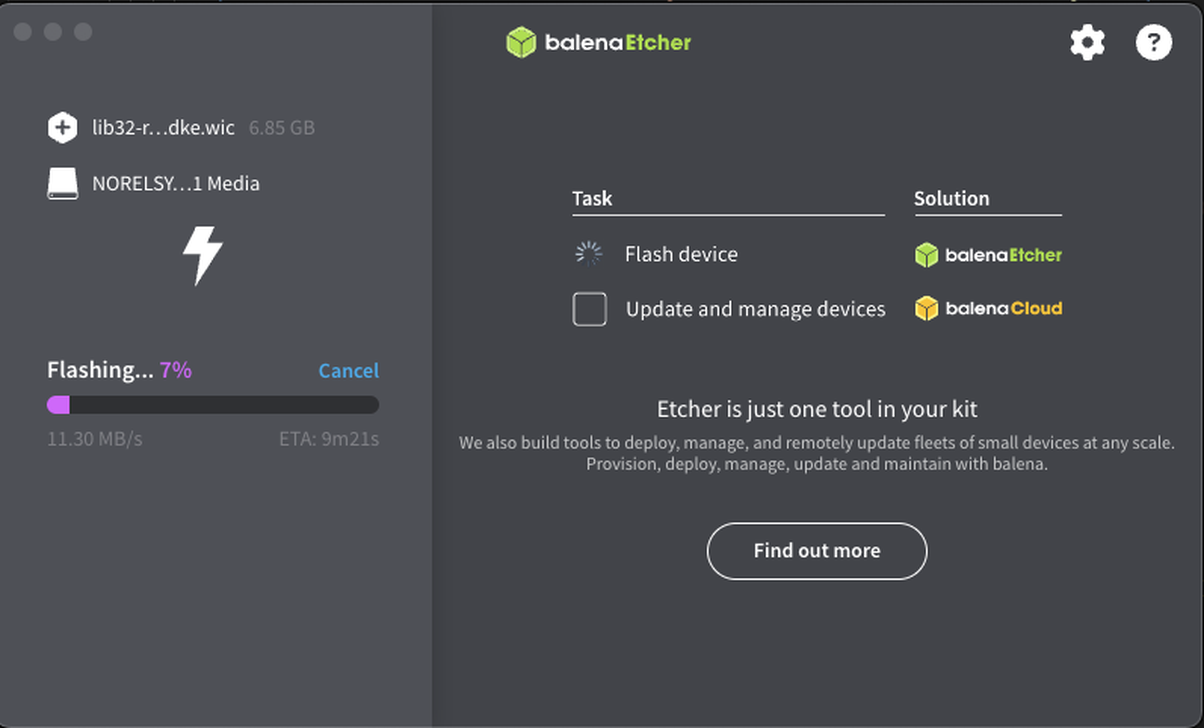 balenaEtcher
?
lib32-r...dke.wic 6.85 GB
NORELSY...1 Media
Task Solution
Flash device balenaEtcher
Update and manage devices balenaCloud
Flashing... 7% Cancel
11.30 MB/s ETA: 9m21s
Etcher is just one tool in your kit
We also build tools to deploy, manage, and remotely update fleets of small devices at any scale.
Provision, deploy, manage, update and maintain with balena.
Find out more